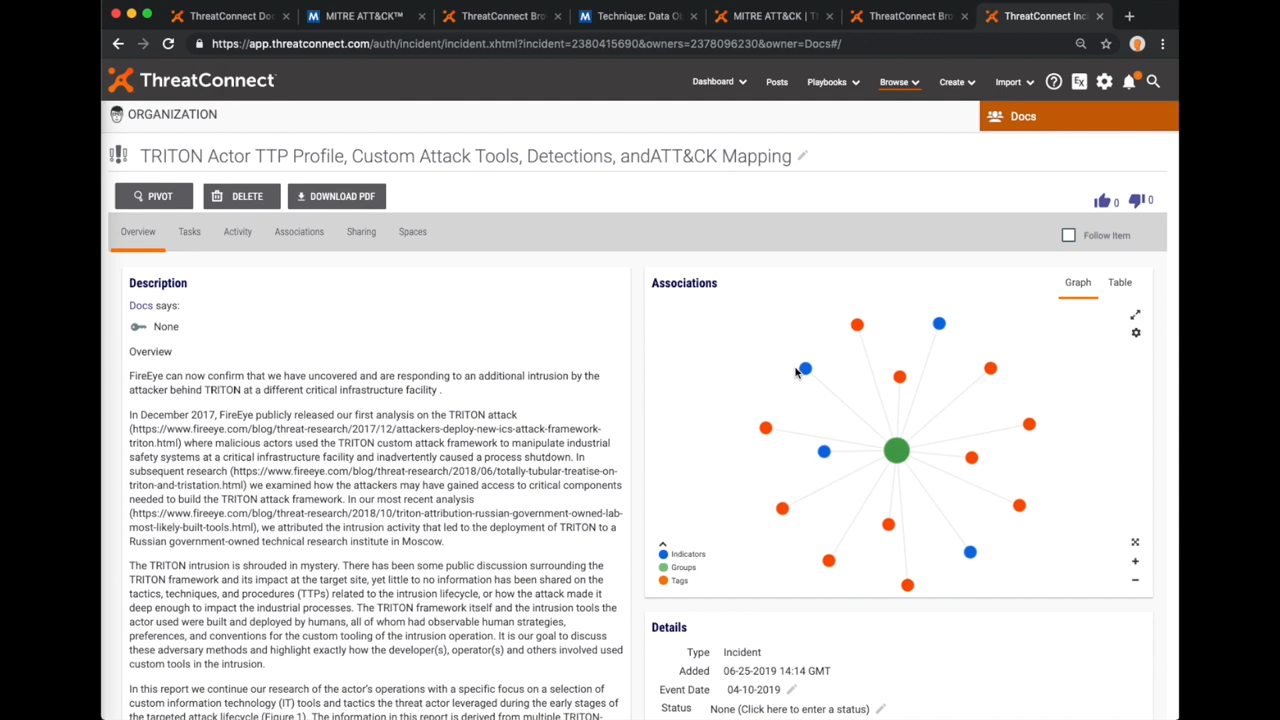 ThreatConnect Doc
MITRE ATT&CK™
ThreatConnect Bro
Technique: Data O
MITRE ATT&CK | T
ThreatConnect Bro
ThreatConnect Inc
https://app.threatconnect.com/auth/incident/incident.xhtml?incident=2380415690&owners=2378096230&owner=Docs#/
ThreatConnect
Dashboard
Posts
Playbooks
Browse
Create
Import
ORGANIZATION
Docs
TRITON Actor TTP Profile, Custom Attack Tools, Detections, andATT&CK Mapping
PIVOT
DELETE
DOWNLOAD PDF
0
0
Overview
Tasks
Activity
Associations
Sharing
Spaces
Follow Item
Description
Docs says:
None
Overview
FireEye can now confirm that we have uncovered and are responding to an additional intrusion by the
attacker behind TRITON at a different critical infrastructure facility .
In December 2017, FireEye publicly released our first analysis on the TRITON attack
(https://www.fireeye.com/blog/threat-research/2017/12/attackers-deploy-new-ics-attack-framework-
triton.html) where malicious actors used the TRITON custom attack framework to manipulate industrial
safety systems at a critical infrastructure facility and inadvertently caused a process shutdown. In
subsequent research (https://www.fireeye.com/blog/threat-research/2018/06/totally-tubular-treatise-on-
triton-and-tristation.html) we examined how the attackers may have gained access to critical components
needed to build the TRITON attack framework. In our most recent analysis
(https://www.fireeye.com/blog/threat-research/2018/10/triton-attribution-russian-government-owned-lab-
most-likely-built-tools.html), we attributed the intrusion activity that led to the deployment of TRITON to a
Russian government-owned technical research institute in Moscow.
The TRITON intrusion is shrouded in mystery. There has been some public discussion surrounding the
TRITON framework and its impact at the target site, yet little to no information has been shared on the
tactics, techniques, and procedures (TTPs) related to the intrusion lifecycle, or how the attack made it
deep enough to impact the industrial processes. The TRITON framework itself and the intrusion tools the
actor used were built and deployed by humans, all of whom had observable human strategies,
preferences, and conventions for the custom tooling of the intrusion operation. It is our goal to discuss
these adversary methods and highlight exactly how the developer(s), operator(s) and others involved used
custom tools in the intrusion.
In this report we continue our research of the actor's operations with a specific focus on a selection of
custom information technology (IT) tools and tactics the threat actor leveraged during the early stages of
the targeted attack lifecycle (Figure 1). The information in this report is derived from multiple TRITON-
Associations
Graph
Table
Indicators
Groups
Tags
Details
Type
Incident
Added
06-25-2019 14:14 GMT
Event Date
04-10-2019
Status
None (Click here to enter a status)